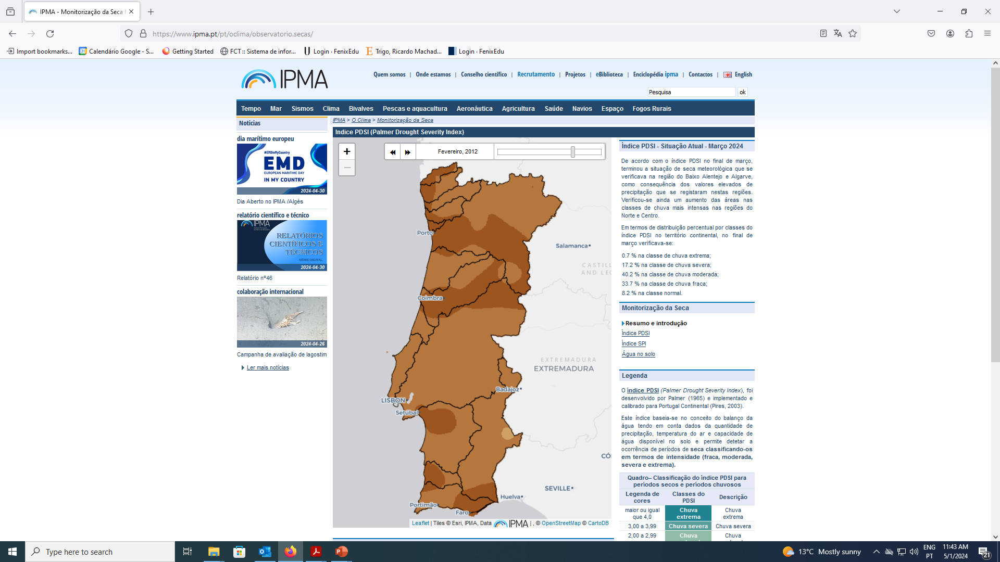 IPMA - Monitorização da Seca
https://www.ipma.pt/pt/oclima/observatorio.secas/
Import bookmarks...
Calendário Google - S...
Getting Started
FCT :: Sistema de infor...
Login · FenixEdu
Trigo, Ricardo Machad...
Login · FenixEdu
IPMA
Quem somos | Onde estamos | Conselho científico | Recrutamento | Projetos | eBiblioteca | Enciclopédia ipma | Contactos | English
Pesquisa
ok
Tempo Mar Sismos Clima Bivalves Pescas e aquacultura Aeronáutica Agricultura Saúde Navios Espaço Fogos Rurais
Noticias
dia marítimo europeu
#EMDinMyCountry
EMD
EUROPEAN MARITIME DAY
IN MY COUNTRY
2024-04-30
Dia Aberto no IPMA /Algés
relatório científico e técnico
IPMA
RELATÓRIOS
CIENTÍFICOS E
TÉCNICOS
SÉRIE DIGITAL
2024-04-30
Relatório nº46
colaboração internacional
2024-04-26
Campanha de avaliação de lagostim
Ler mais notícias
IPMA > O Clima > Monitorização da Seca
Indice PDSI (Palmer Drought Severity Index)
+
−
Fevereiro, 2012
Porto
Salamanca
CASTILL
AND LEO
Coimbra
EXTREMADURA
EXTREMADURA
Badajoz
LISBON
Setúbal
CÓ
SEVILLE
Huelva
Portimão
Faro
Leaflet | Tiles © Esri, IPMA, Data IPMA | , © OpenStreetMap © CartoDB
Índice PDSI - Situação Atual - Março 2024
De acordo com o índice PDSI no final de março,
terminou a situação de seca meteorológica que se
verificava na região do Baixo Alentejo e Algarve,
como consequência dos valores elevados de
precipitação que se registaram nestas regiões.
Verificou-se ainda um aumento das áreas nas
classes de chuva mais intensas nas regiões do
Norte e Centro.
Em termos de distribuição percentual por classes do
índice PDSI no território continental, no final de
março verificava-se:
0.7 % na classe de chuva extrema;
17.2 % na classe de chuva severa;
40.2 % na classe de chuva moderada;
33.7 % na classe de chuva fraca;
8.2 % na classe normal.
Monitorização da Seca
Resumo e introdução
Índice PDSI
Índice SPI
Água no solo
Legenda
O índice PDSI (Palmer Drought Severity Index), foi
desenvolvido por Palmer (1965) e implementado e
calibrado para Portugal Continental (Pires, 2003).
Este índice baseia-se no conceito do balanço da
água tendo em conta dados da quantidade de
precipitação, temperatura do ar e capacidade de
água disponível no solo e permite detetar a
ocorrência de períodos de seca classificando-os
em termos de intensidade (fraca, moderada,
severa e extrema).
Quadro– Classificação do índice PDSI para
períodos secos e períodos chuvosos
Legenda de cores Classes do PDSI Descrição
maior ou igual que 4,0 Chuva extrema Chuva extrema
3,00 a 3,99 Chuva severa Chuva severa
2,00 a 2,99 Chuva Chuva
Type here to search
13°C Mostly sunny
ENG
PT
11:43 AM
5/1/2024
21